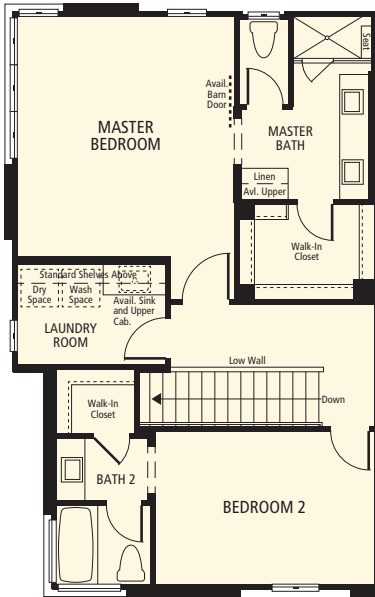 Seat
Avail.
Barn
Door
MASTER
BEDROOM
MASTER
BATH
Linen
Avl. Upper
Walk-In
Closet
Standard Shelves Above
Dry
Space
Wash
Space
Avail. Sink
and Upper
Cab.
LAUNDRY
ROOM
Low Wall
Down
Walk-In
Closet
BATH 2
BEDROOM 2